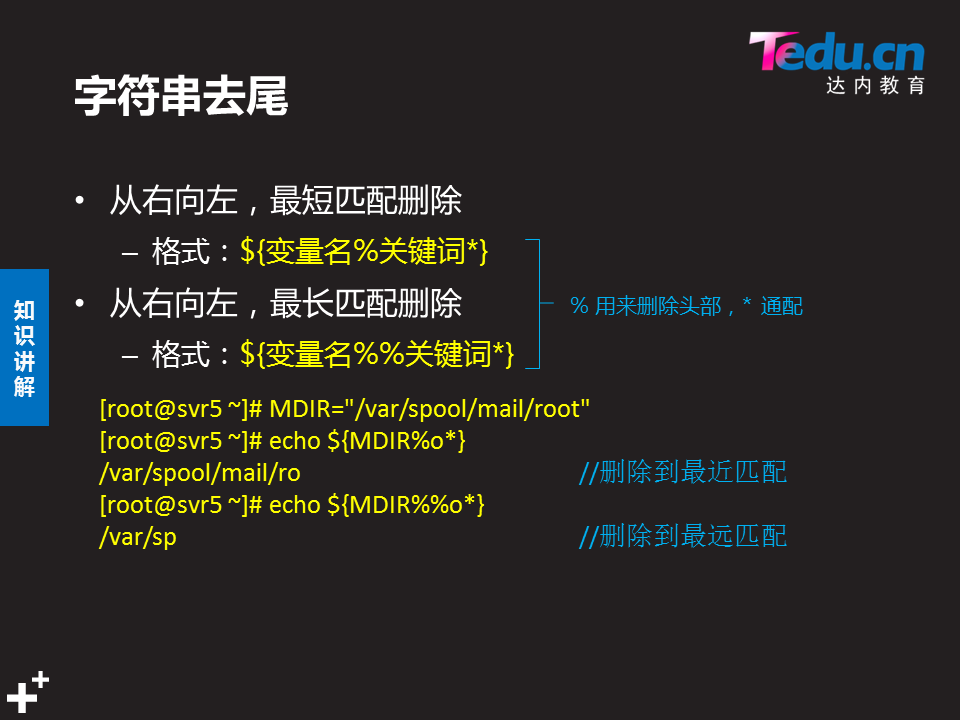 Tedu.cn
达内教育
字符串去尾
• 从右向左，最短匹配删除
– 格式：${变量名%关键词*}
• 从右向左，最长匹配删除
– 格式：${变量名%%关键词*}
% 用来删除头部，* 通配
知识讲解
[root@svr5 ~]# MDIR="/var/spool/mail/root"
[root@svr5 ~]# echo ${MDIR%o*}
/var/spool/mail/ro //删除到最近匹配
[root@svr5 ~]# echo ${MDIR%%o*}
/var/sp //删除到最远匹配